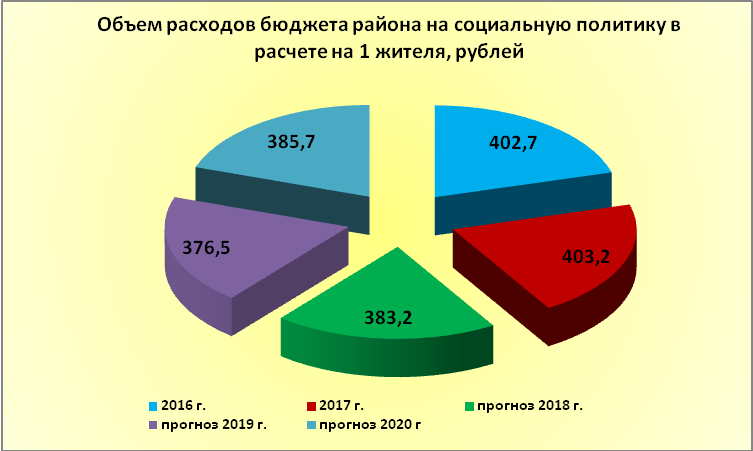 Объем расходов бюджета района на социальную политику в
расчете на 1 жителя, рублей
385,7
402,7
376,5
403,2
383,2
2016 г.
2017 г.
прогноз 2018 г.
прогноз 2019 г.
прогноз 2020 г